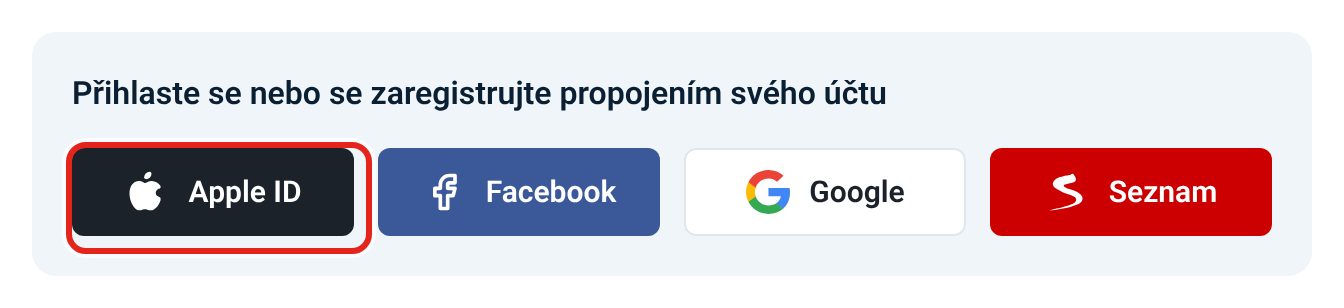 Přihlaste se nebo se zaregistrujte propojením svého účtu
Apple ID Facebook Google Seznam